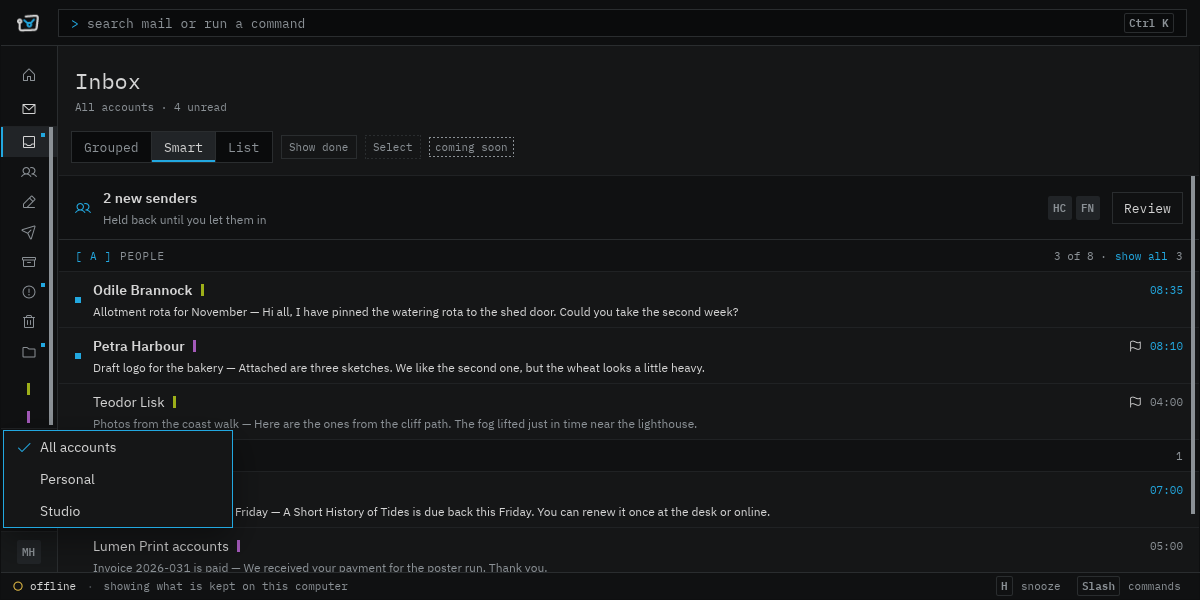 > search mail or run a command Ctrl K
Inbox
All accounts · 4 unread
Grouped Smart List Show done Select coming soon
2 new senders
Held back until you let them in
HC FN Review
[ A ] PEOPLE 3 of 8 · show all 3
Odile Brannock 08:35
Allotment rota for November — Hi all, I have pinned the watering rota to the shed door. Could you take the second week?
Petra Harbour 08:10
Draft logo for the bakery — Attached are three sketches. We like the second one, but the wheat looks a little heavy.
Teodor Lisk 04:00
Photos from the coast walk — Here are the ones from the cliff path. The fog lifted just in time near the lighthouse.
1
All accounts
Personal
Studio
07:00
Friday — A Short History of Tides is due back this Friday. You can renew it once at the desk or online.
MH
Lumen Print accounts 05:00
Invoice 2026-031 is paid — We received your payment for the poster run. Thank you.
offline · showing what is kept on this computer H snooze Slash commands